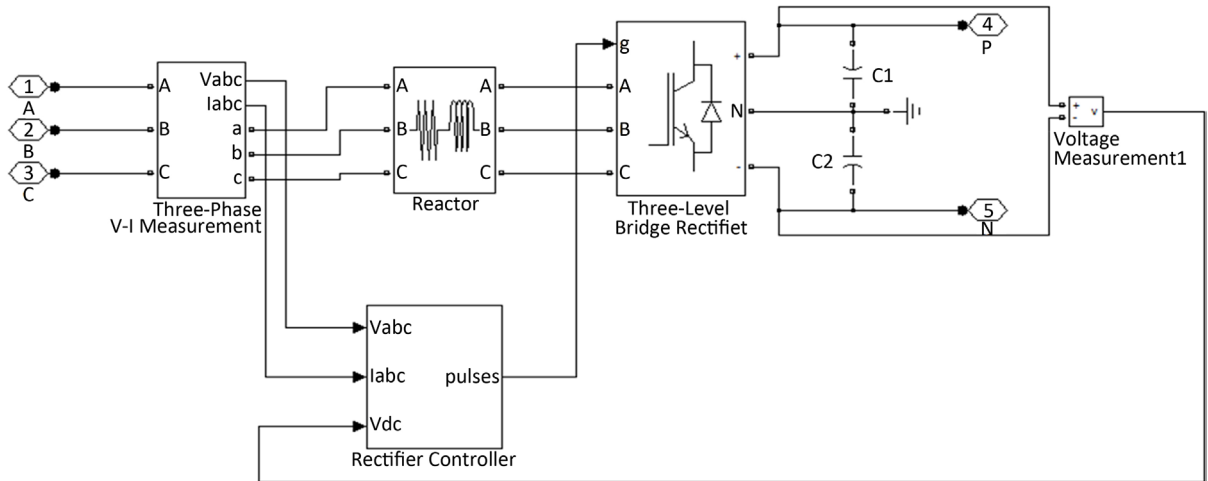 1
A
2
B
3
C
A
B
C
Vabc
Iabc
a
b
c
Three-Phase
V-I Measurement
A
B
C
A
B
C
Reactor
g
A
B
C
+
N
-
Three-Level
Bridge Rectifiet
C1
C2
4
P
5
N
+
-
v
Voltage
Measurement1
Vabc
Iabc
Vdc
pulses
Rectifier Controller